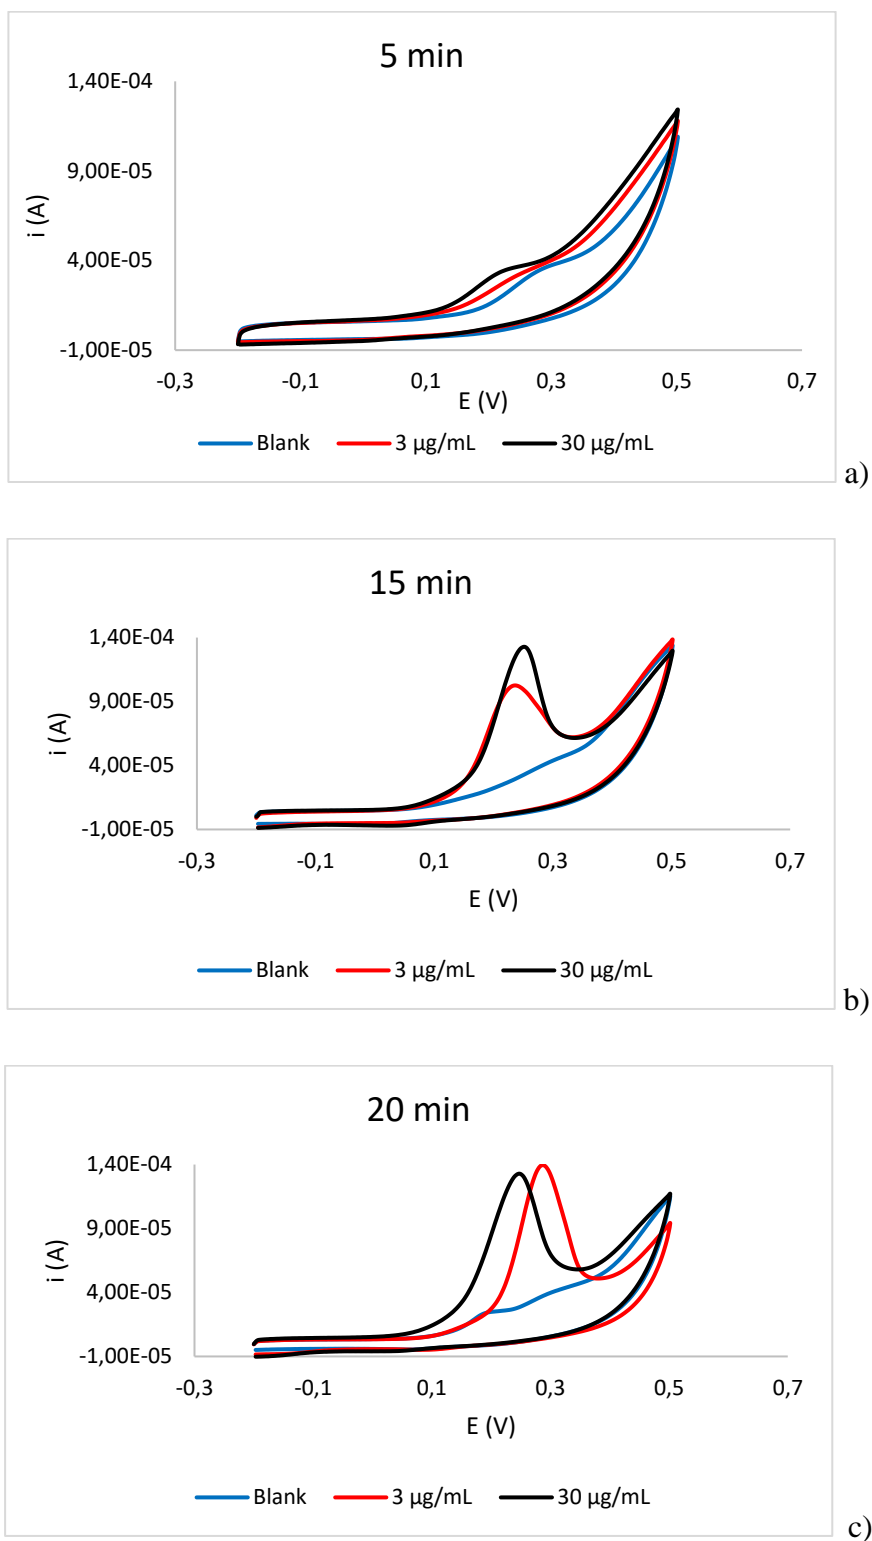 5 min
1,40E-04
9,00E-05
4,00E-05
-1,00E-05
i (A)
-0,3 -0,1 0,1 0,3 0,5 0,7
E (V)
Blank 3 µg/mL 30 µg/mL
a)
15 min
1,40E-04
9,00E-05
4,00E-05
-1,00E-05
i (A)
-0,3 -0,1 0,1 0,3 0,5 0,7
E (V)
Blank 3 µg/mL 30 µg/mL
b)
20 min
1,40E-04
9,00E-05
4,00E-05
-1,00E-05
i (A)
-0,3 -0,1 0,1 0,3 0,5 0,7
E (V)
Blank 3 µg/mL 30 µg/mL
c)